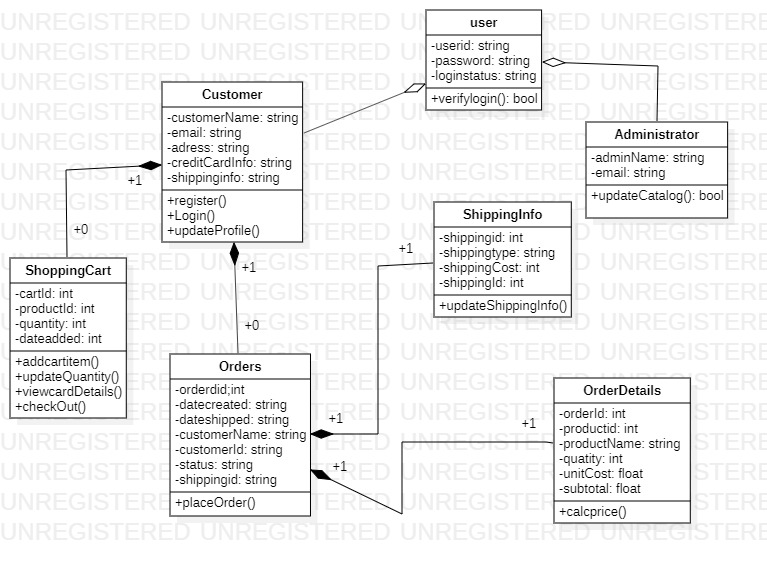 UNREGISTERED UNREGISTERED UNREGISTERED UNREGISTERED
user
-userid: string
-password: string
-loginstatus: string
+verifylogin(): bool
Customer
-customerName: string
-email: string
-adress: string
-creditCardInfo: string
-shippinginfo: string
+register()
+Login()
+updateProfile()
Administrator
-adminName: string
-email: string
+updateCatalog(): bool
+1
+0
ShippingInfo
-shippingid: int
-shippingtype: string
-shippingCost: int
-shippingId: int
+updateShippingInfo()
+1
+1
+0
ShoppingCart
-cartId: int
-productId: int
-quantity: int
-dateadded: int
+addcartitem()
+updateQuantity()
+viewcardDetails()
+checkOut()
Orders
-orderdid;int
-datecreated: string
-dateshipped: string
-customerName: string
-customerId: string
-status: string
-shippingid: string
+placeOrder()
+1
+1
+1
OrderDetails
-orderId: int
-productid: int
-productName: string
-quatity: int
-unitCost: float
-subtotal: float
+calcprice()